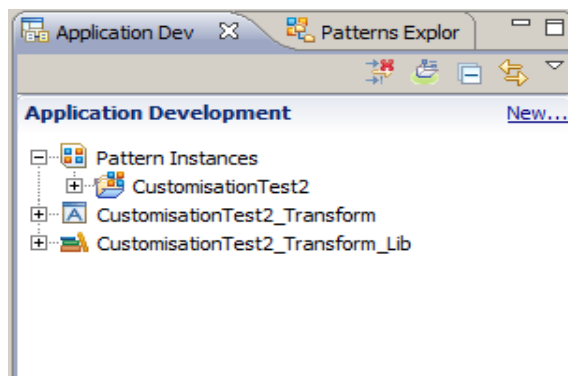 Application Dev Patterns Explor
Application Development New...
Pattern Instances
CustomisationTest2
CustomisationTest2_Transform
CustomisationTest2_Transform_Lib